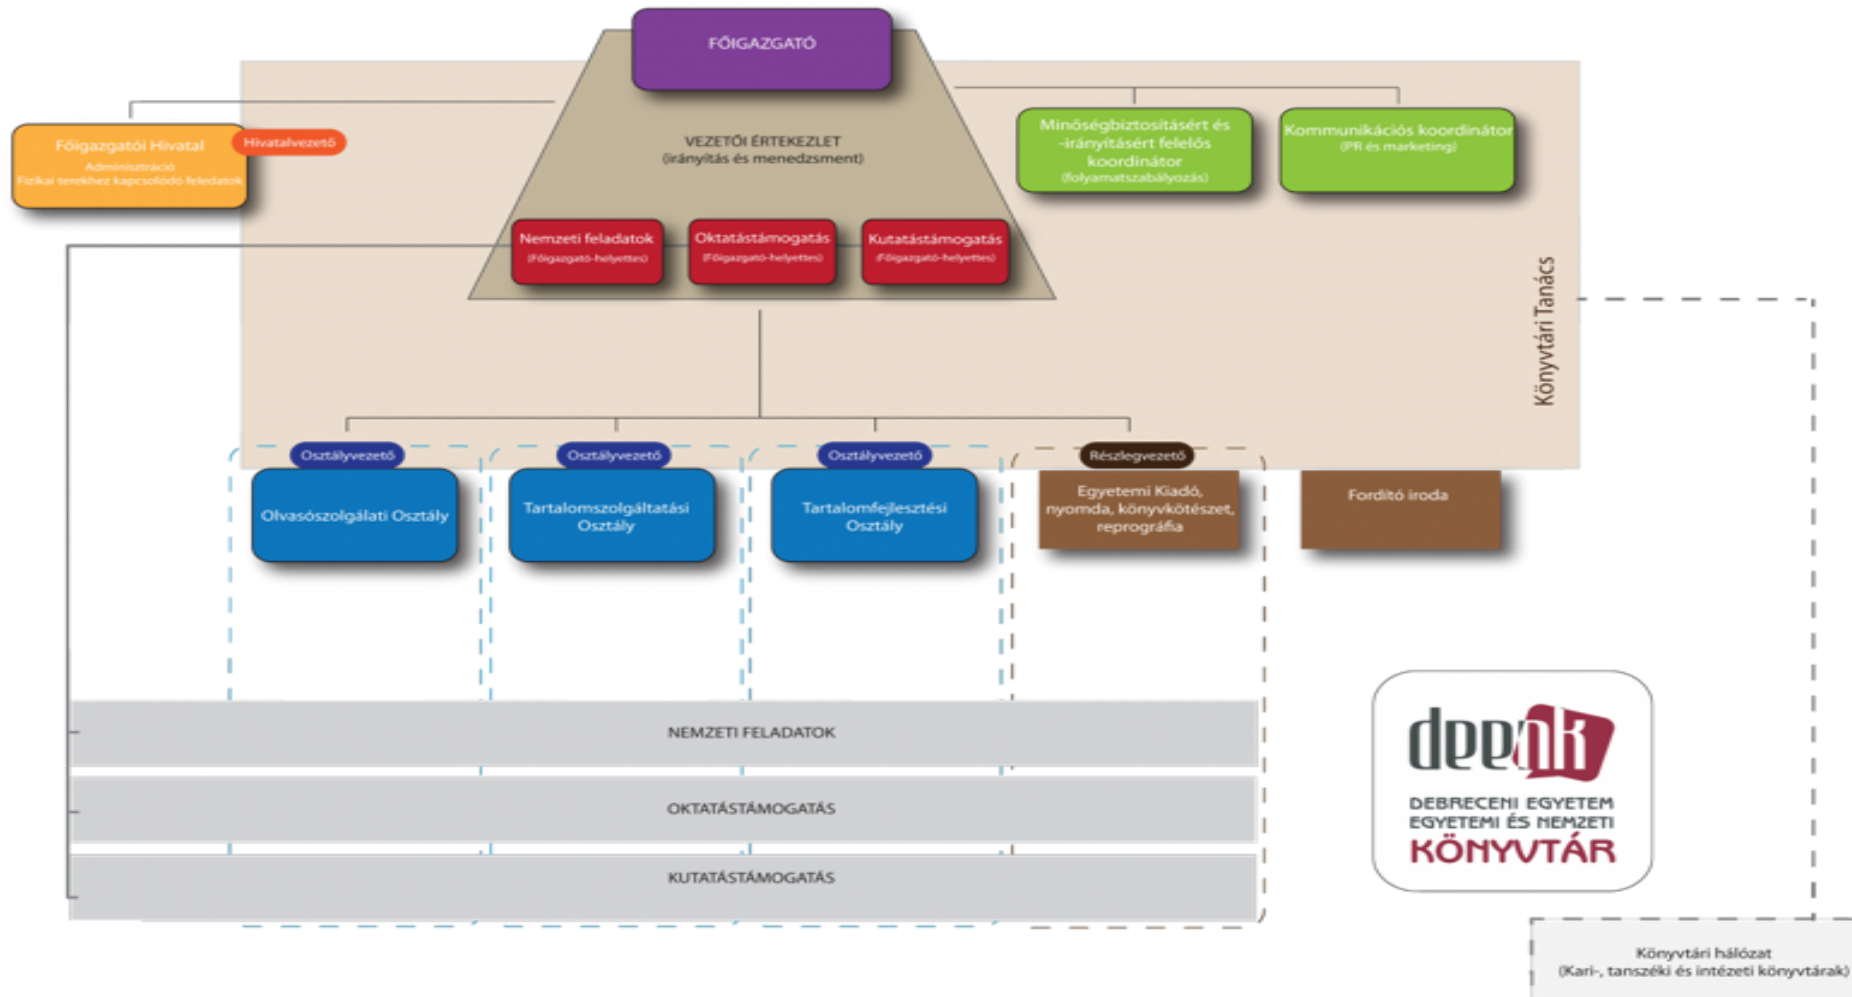 FŐIGAZGATÓ
VEZETŐI ÉRTEKEZLET
(irányítás és menedzsment)
Főigazgatói Hivatal
Adminisztráció
Fizikai terekhez kapcsolódó feledatok
Hivatalvezető
Minőségbiztosításért és
-irányításért felelős
koordinátor
(folyamatszabályozás)
Kommunikációs koordinátor
(PR és marketing)
Nemzeti feladatok
(Főigazgató-helyettes)
Oktatástámogatás
(Főigazgató-helyettes)
Kutatástámogatás
(Főigazgató-helyettes)
Könyvtári Tanács
Osztályvezető
Olvasószolgálati Osztály
Osztályvezető
Tartalomszolgáltatási
Osztály
Osztályvezető
Tartalomfejlesztési
Osztály
Részlegvezető
Egyetemi Kiadó,
nyomda, könyvkötészet,
reprográfia
Fordító iroda
NEMZETI FELADATOK
OKTATÁSTÁMOGATÁS
KUTATÁSTÁMOGATÁS
deenk
DEBRECENI EGYETEM
EGYETEMI ÉS NEMZETI
KÖNYVTÁR
Könyvtári hálózat
(Kari-, tanszéki és intézeti könyvtárak)